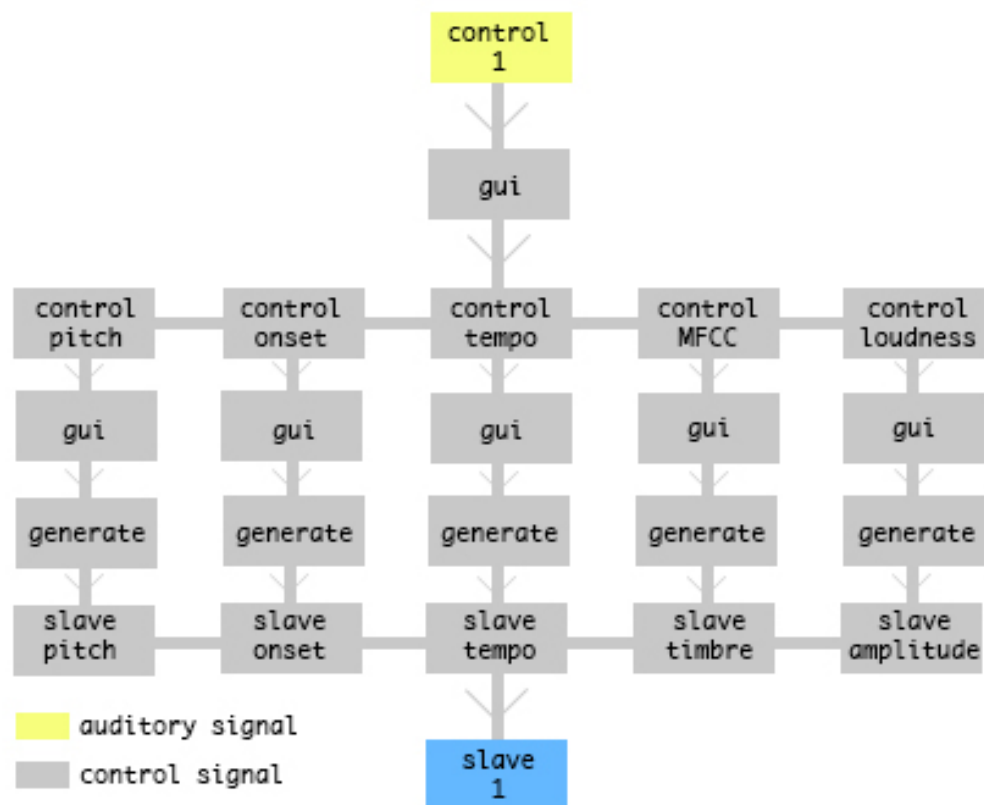 control
1
gui
control control control control control
pitch onset tempo MFCC loudness
gui gui gui gui gui
generate generate generate generate generate
slave slave slave slave slave
pitch onset tempo timbre amplitude
auditory signal
control signal
slave
1